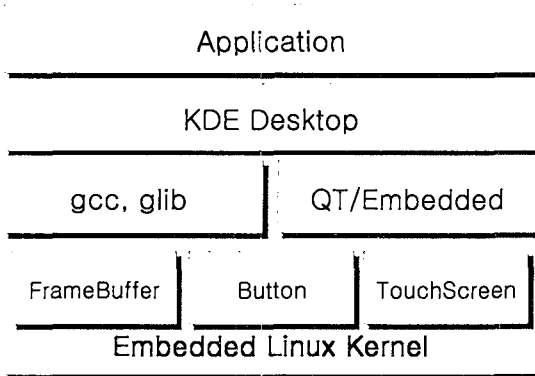 Application
KDE Desktop
gcc, glib
QT/Embedded
FrameBuffer
Button
TouchScreen
Embedded Linux Kernel